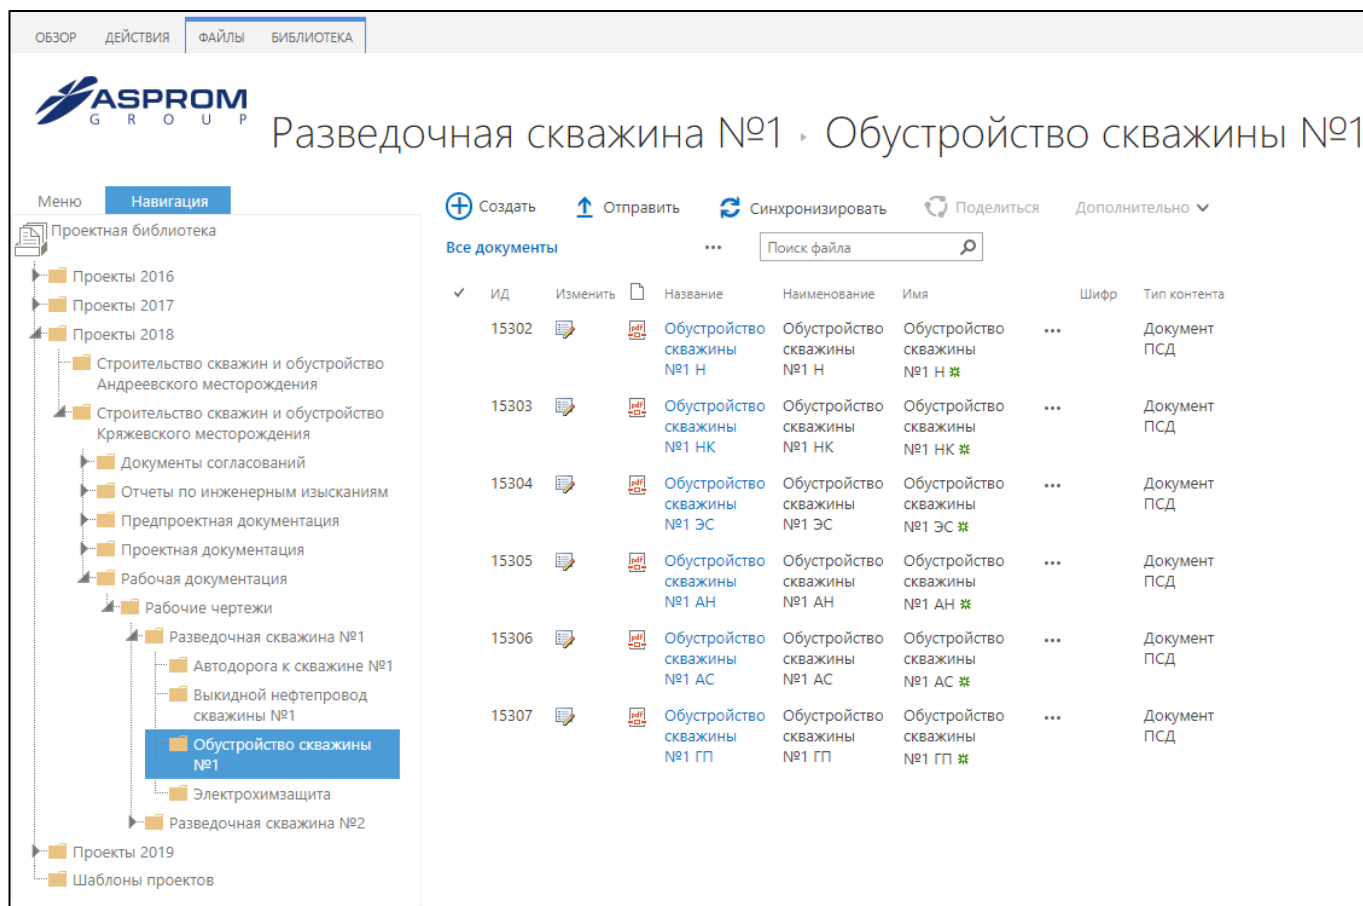 ОБЗОР ДЕЙСТВИЯ ФАЙЛЫ БИБЛИОТЕКА
ASPROM
GROUP
Разведочная скважина №1 ▸ Обустройство скважины №1
Меню Навигация
Проектная библиотека
Проекты 2016
Проекты 2017
Проекты 2018
Строительство скважин и обустройство
Андреевского месторождения
Строительство скважин и обустройство
Кряжевского месторождения
Документы согласований
Отчеты по инженерным изысканиям
Предпроектная документация
Проектная документация
Рабочая документация
Рабочие чертежи
Разведочная скважина №1
Автодорога к скважине №1
Выкидной нефтепровод
скважины №1
Обустройство скважины
№1
Электрохимзащита
Разведочная скважина №2
Проекты 2019
Шаблоны проектов
Создать Отправить Синхронизировать Поделиться Дополнительно
Все документы ••• Поиск файла
ИД Изменить Название Наименование Имя Шифр Тип контента
15302 pdf Обустройство Обустройство Обустройство ••• Документ
скважины скважины скважины ПСД
№1 Н №1 Н №1 Н
15303 pdf Обустройство Обустройство Обустройство ••• Документ
скважины скважины скважины ПСД
№1 НК №1 НК №1 НК
15304 pdf Обустройство Обустройство Обустройство ••• Документ
скважины скважины скважины ПСД
№1 ЭС №1 ЭС №1 ЭС
15305 pdf Обустройство Обустройство Обустройство ••• Документ
скважины скважины скважины ПСД
№1 АН №1 АН №1 АН
15306 pdf Обустройство Обустройство Обустройство ••• Документ
скважины скважины скважины ПСД
№1 АС №1 АС №1 АС
15307 pdf Обустройство Обустройство Обустройство ••• Документ
скважины скважины скважины ПСД
№1 ГП №1 ГП №1 ГП